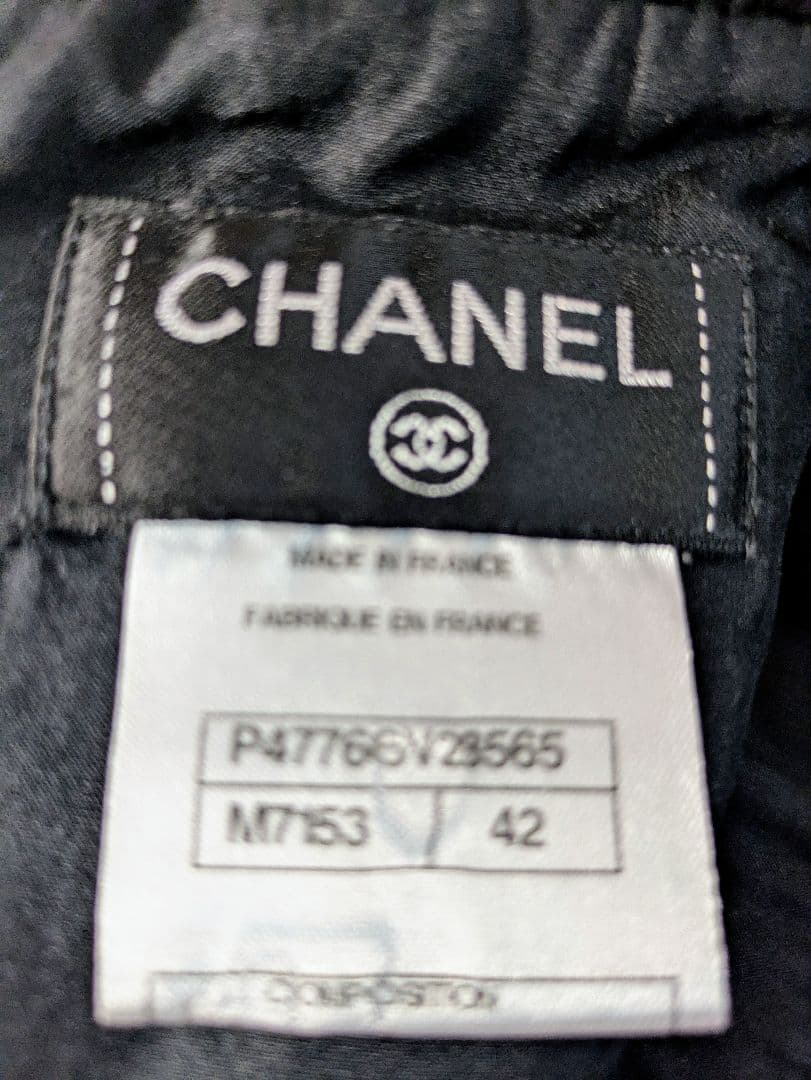 CHANEL
MADE IN FRANCE
FABRIQUE EN FRANCE
P47766V28565
M7153 42
COMPOSITION